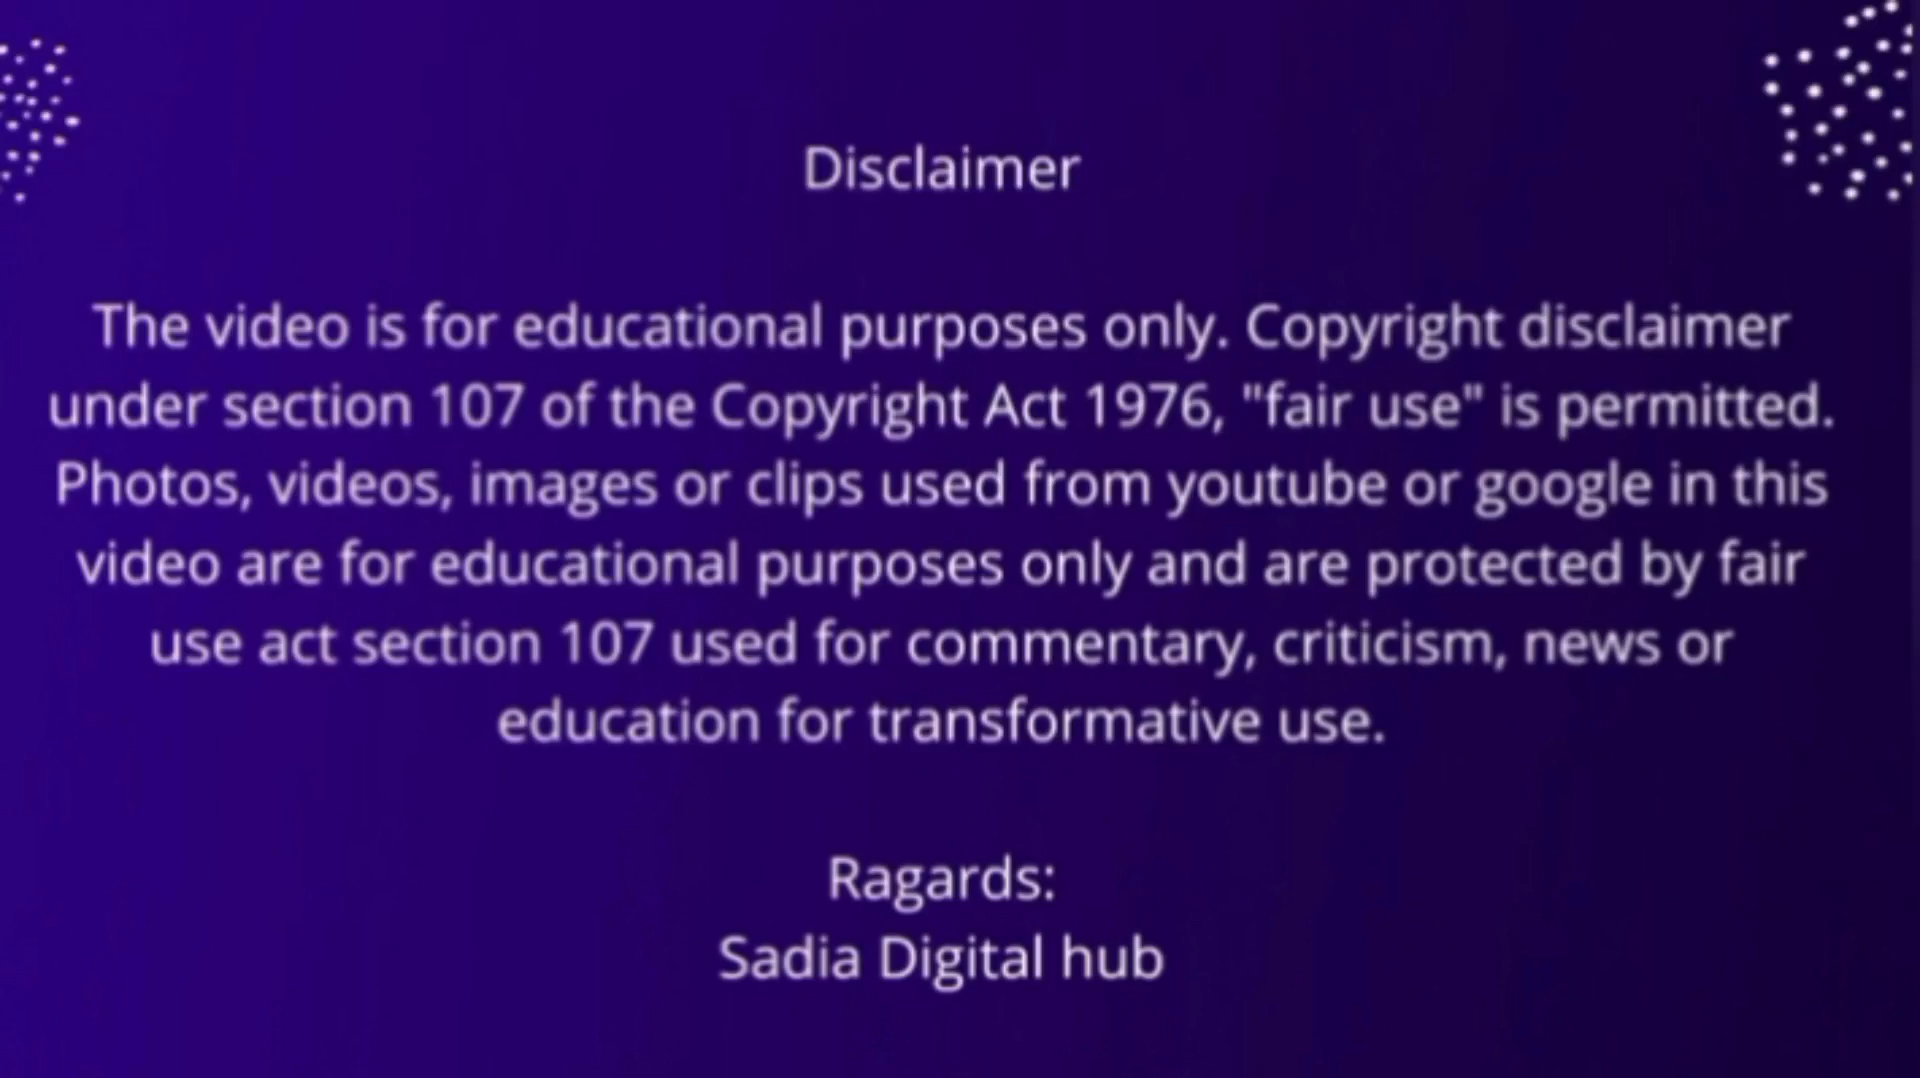 Disclaimer
The video is for educational purposes only. Copyright disclaimer
under section 107 of the Copyright Act 1976, "fair use" is permitted.
Photos, videos, images or clips used from youtube or google in this
video are for educational purposes only and are protected by fair
use act section 107 used for commentary, criticism, news or
education for transformative use.
Ragards:
Sadia Digital hub